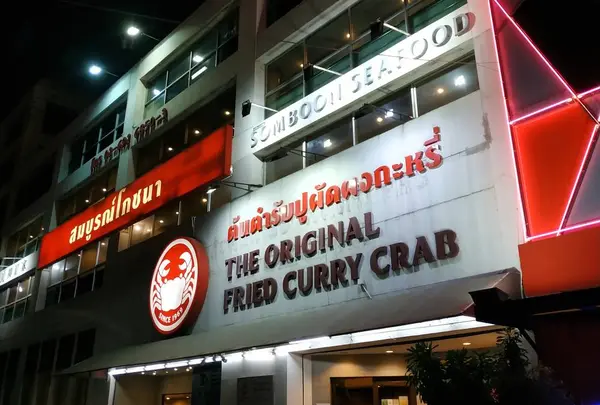 SOMBOON SEAFOOD
สมบูรณ์โภชนา
ต้นตำรับปูผัดผงกะหรี่
THE ORIGINAL
FRIED CURRY CRAB
SINCE 1969